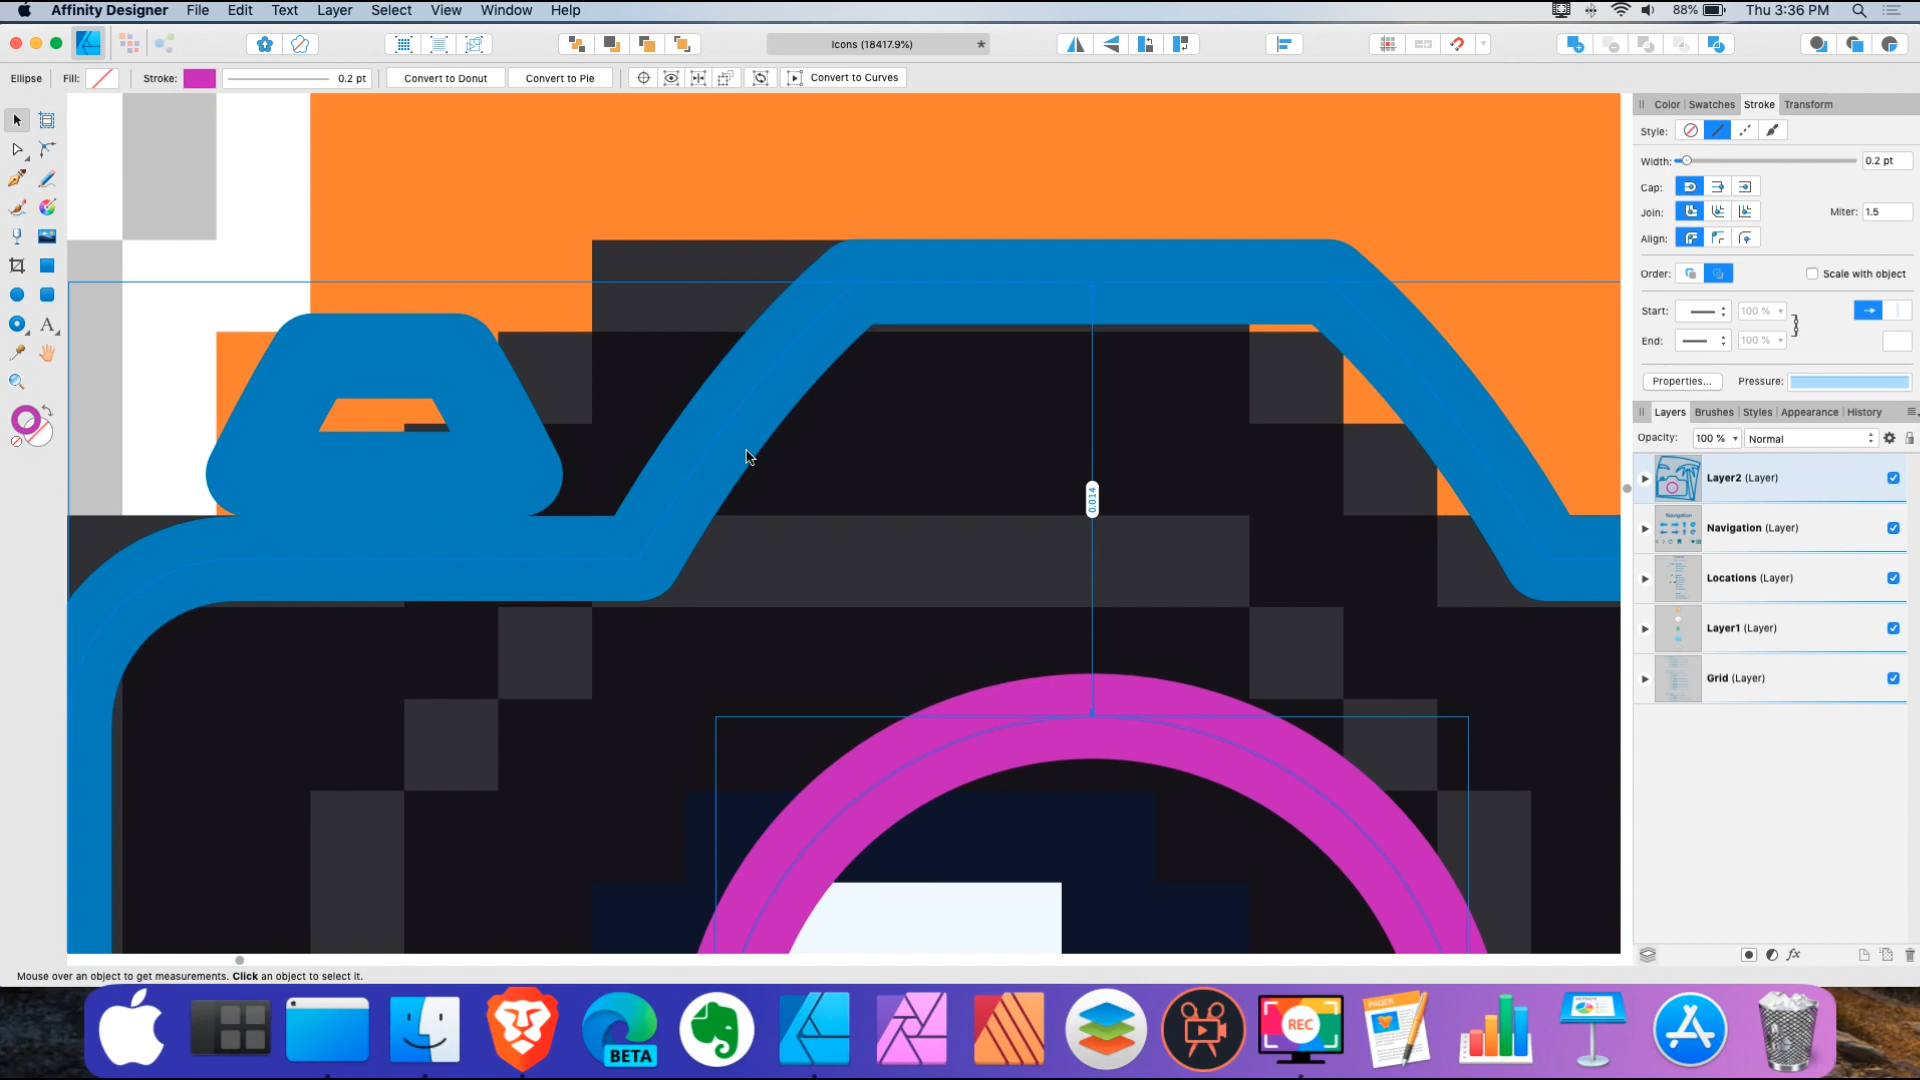 Affinity Designer File Edit Text Layer Select View Window Help 88% Thu 3:36 PM
Icons (18417.9%) *
Ellipse Fill: Stroke: 0.2 pt Convert to Donut Convert to Pie Convert to Curves
Color Swatches Stroke Transform
Style:
Width: 0.2 pt
Cap:
Join: Miter: 1.5
Align:
Order: Scale with object
Start: 100 %
End: 100 %
Properties... Pressure:
Layers Brushes Styles Appearance History
Opacity: 100 % Normal
Layer2 (Layer)
Navigation (Layer)
Locations (Layer)
Layer1 (Layer)
Grid (Layer)
0.014
A
fx
Mouse over an object to get measurements. Click an object to select it.
BETA
REC
PAGES